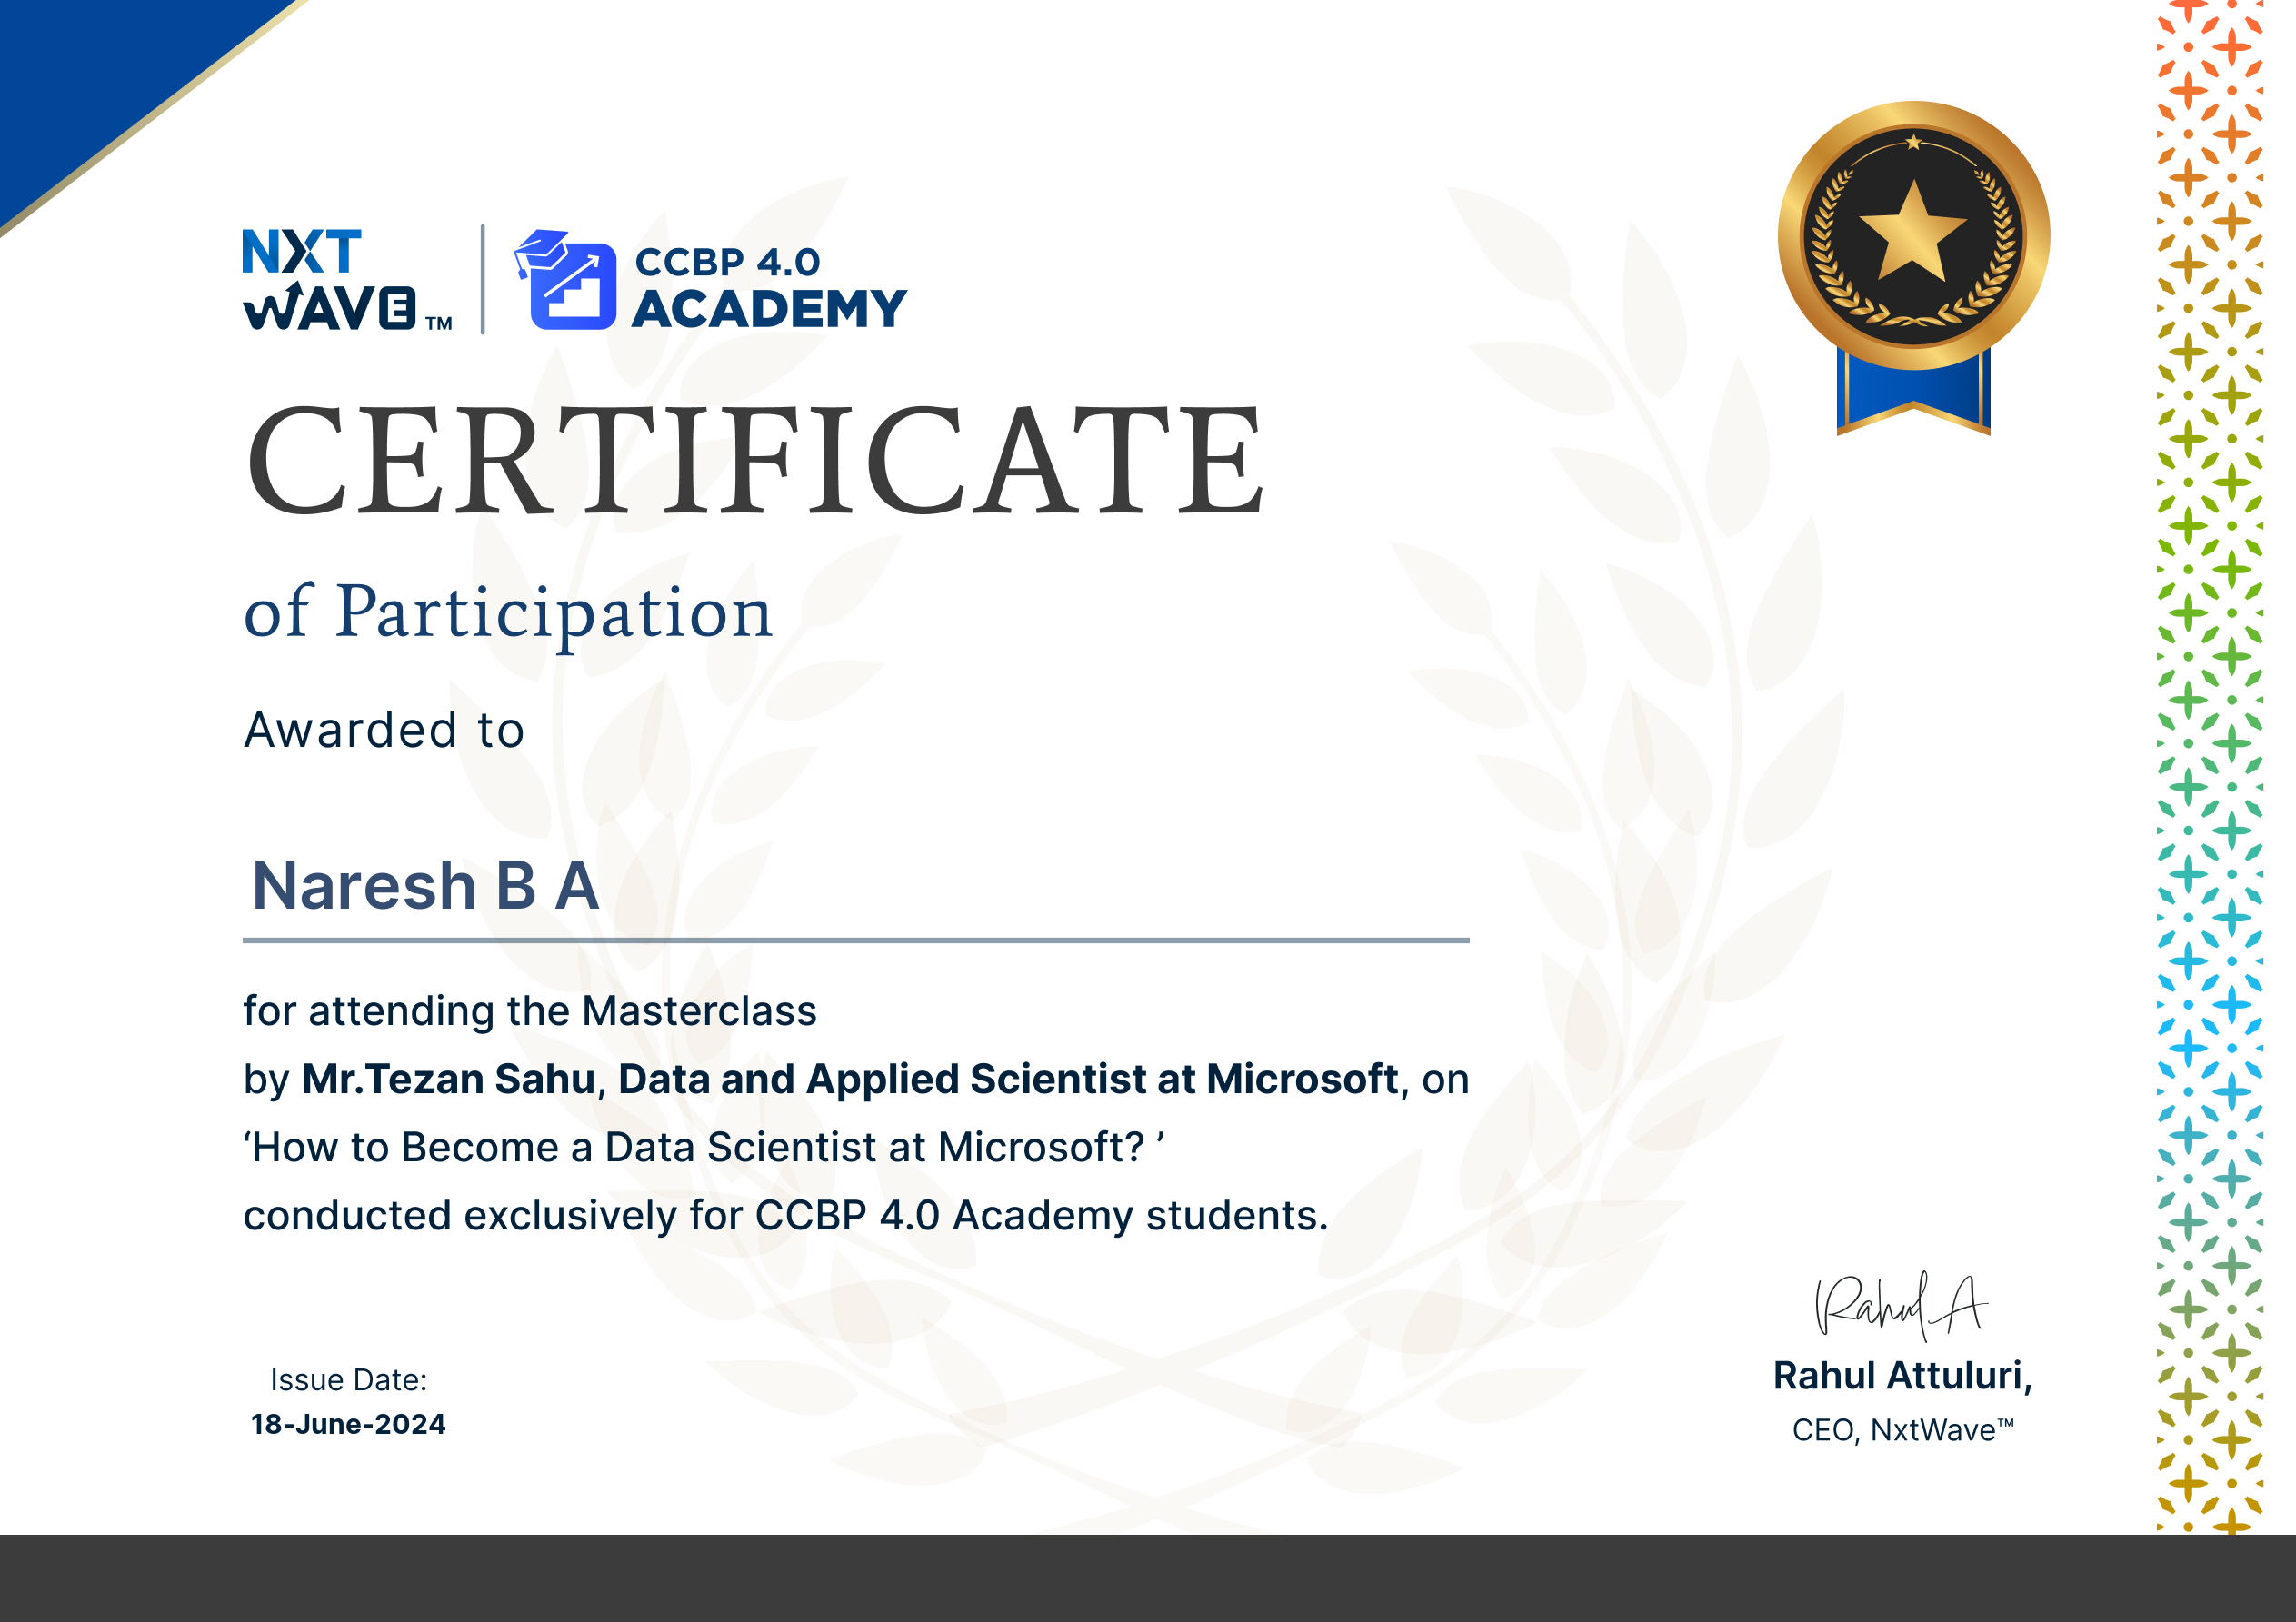 NXT
WAVE™
CCBP 4.0
ACADEMY
CERTIFICATE
of Participation
Awarded to
Naresh B A
for attending the Masterclass
by Mr.Tezan Sahu, Data and Applied Scientist at Microsoft, on
‘How to Become a Data Scientist at Microsoft? ’
conducted exclusively for CCBP 4.0 Academy students.
Issue Date:
18-June-2024
Rahul A
Rahul Attuluri,
CEO, NxtWave™